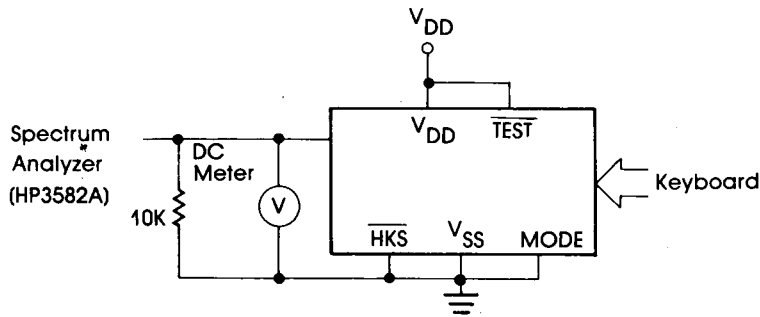 VDD
VDD
TEST
Spectrum
Analyzer
(HP3582A)
DC
Meter
10K
V
Keyboard
HKS
VSS
MODE